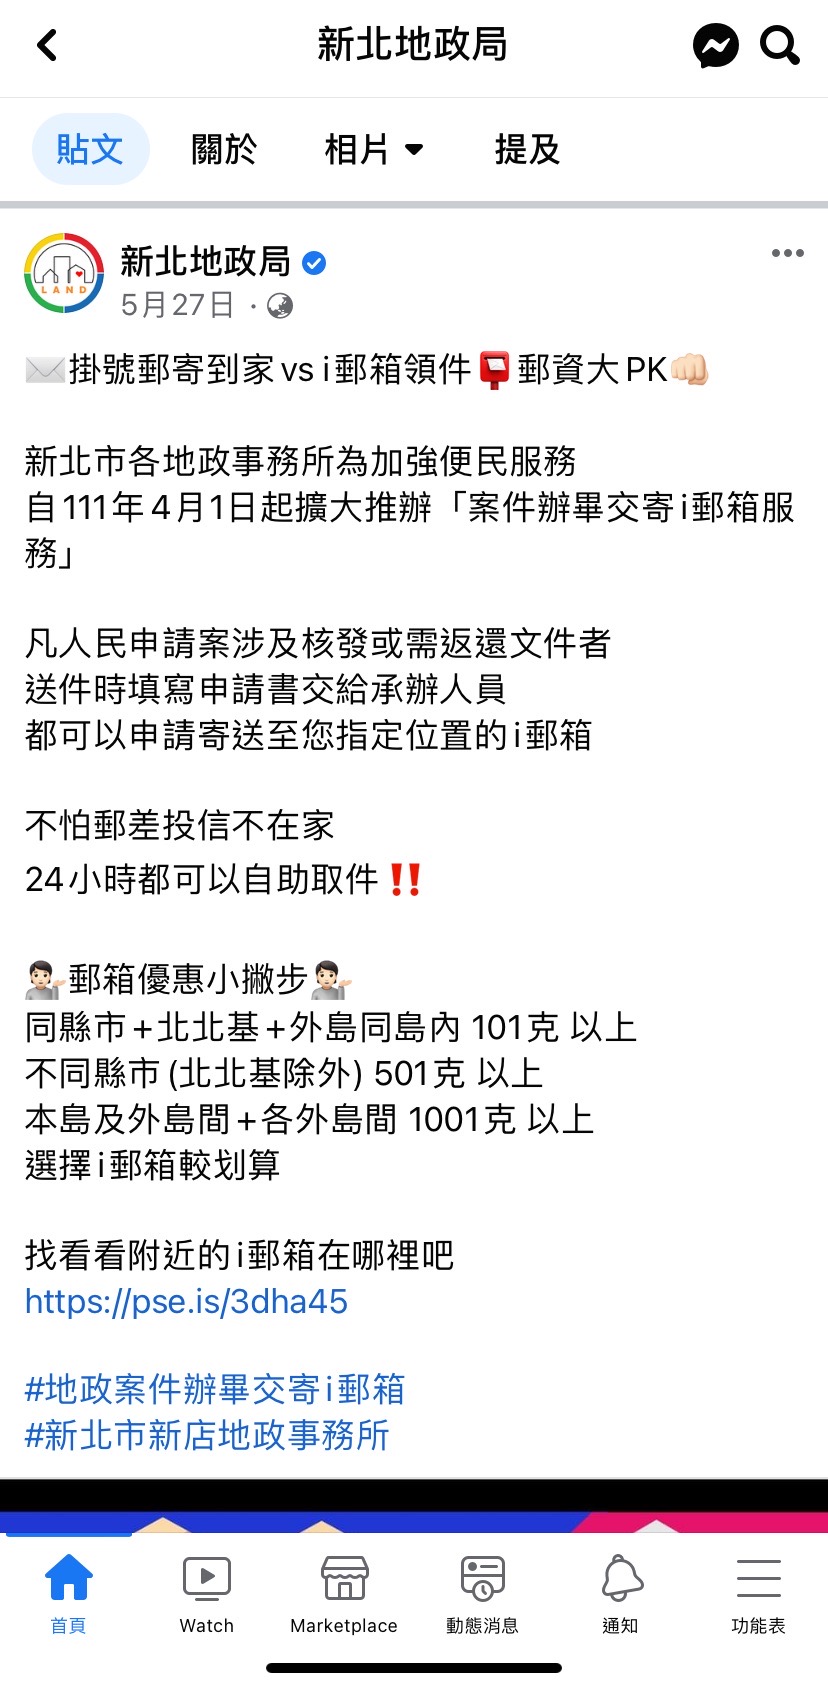 新北地政局
貼文 關於 相片 提及
LAND
新北地政局
5月27日 ·
✉️掛號郵寄到家vs i郵箱領件📮郵資大PK👊🏻
新北市各地政事務所為加強便民服務
自111年4月1日起擴大推辦「案件辦畢交寄i郵箱服
務」
凡人民申請案涉及核發或需返還文件者
送件時填寫申請書交給承辦人員
都可以申請寄送至您指定位置的i郵箱
不怕郵差投信不在家
24小時都可以自助取件‼️
💁🏻郵箱優惠小撇步💁🏻
同縣市+北北基+外島同島內 101克 以上
不同縣市(北北基除外) 501克 以上
本島及外島間+各外島間 1001克 以上
選擇i郵箱較划算
找看看附近的i郵箱在哪裡吧
https://pse.is/3dha45
#地政案件辦畢交寄i郵箱
#新北市新店地政事務所
首頁 Watch Marketplace 動態消息 通知 功能表